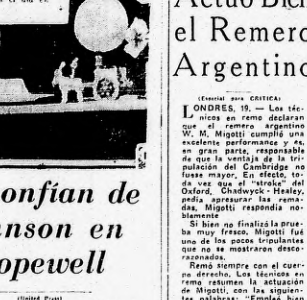 onfían de
nson en
opewell
(United Press)
Actuó Bien
el Remero
Argentino
(Especial para CRITICA)
LONDRES, 19. — Los téc-
nicos en remo declaran
que el remero argentino
W. M. Migotti cumplió una
excelente performance y es,
en gran parte, responsable
de que la ventaja de la tri-
pulación del Cambridge no
fuese mayor. En efecto, to-
da vez que el "stroke" del
Oxford, Chadwyck - Healey,
pedía apresurar las rema-
das, Migotti respondía no-
blemente
Si bien no finalizó la prue-
ba muy fresco, Migotti fué
uno de los pocos tripulantes
que no se mostraron desco-
razonados.
Remó siempre con el cuer-
po derecho. Los técnicos en
remo resumen la actuación
de Migotti, con las siguien-
tes palabras: "Empleó bien